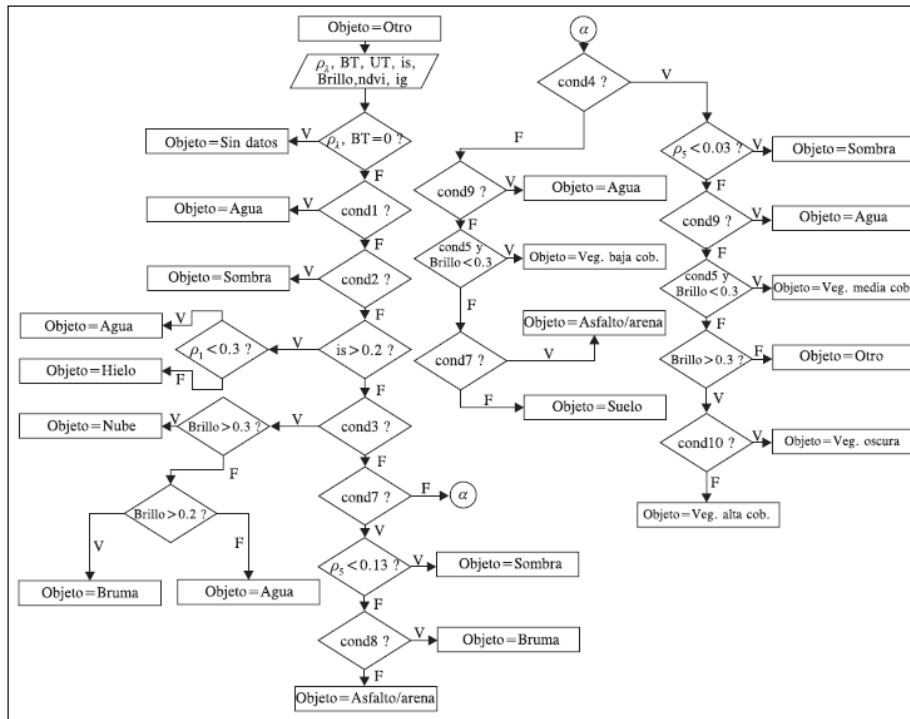 Objeto=Otro
ρλ, BT, UT, is,
Brillo,ndvi, ig
ρλ, BT=0 ?
V
Objeto=Sin datos
F
cond1 ?
V
Objeto=Agua
F
cond2 ?
V
Objeto=Sombra
F
is>0.2 ?
V
ρ1<0.3 ?
V
Objeto=Agua
F
Objeto=Hielo
F
cond3 ?
V
Brillo>0.3 ?
V
Objeto=Nube
F
Brillo>0.2 ?
V
Objeto=Bruma
F
Objeto=Agua
F
cond7 ?
F
α
V
ρ5<0.13 ?
V
Objeto=Sombra
F
cond8 ?
V
Objeto=Bruma
F
Objeto=Asfalto/arena
α
cond4 ?
V
F
cond9 ?
V
Objeto=Agua
F
cond5 y
Brillo<0.3
V
Objeto=Veg. baja cob.
F
cond7 ?
V
Objeto=Asfalto/arena
F
Objeto=Suelo
ρ5<0.03 ?
V
Objeto=Sombra
F
cond9 ?
V
Objeto=Agua
F
cond5 y
Brillo<0.3 ?
V
Objeto=Veg. media cob.
F
Brillo>0.3 ?
F
Objeto=Otro
V
cond10 ?
V
Objeto=Veg. oscura
F
Objeto=Veg. alta cob.